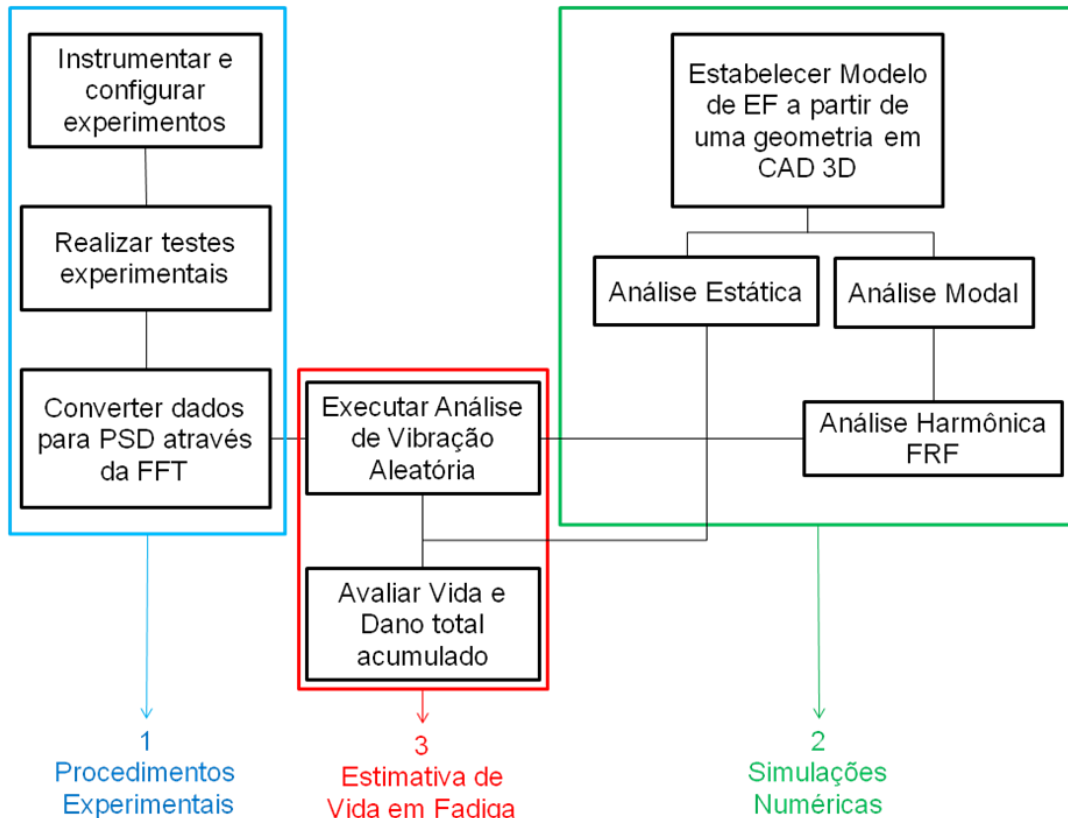 Instrumentar e
configurar
experimentos
Realizar testes
experimentais
Converter dados
para PSD através
da FFT
1
Procedimentos
Experimentais
Executar Análise
de Vibração
Aleatória
Avaliar Vida e
Dano total
acumulado
3
Estimativa de
Vida em Fadiga
Estabelecer Modelo
de EF a partir de
uma geometria em
CAD 3D
Análise Estática
Análise Modal
Análise Harmônica
FRF
2
Simulações
Numéricas